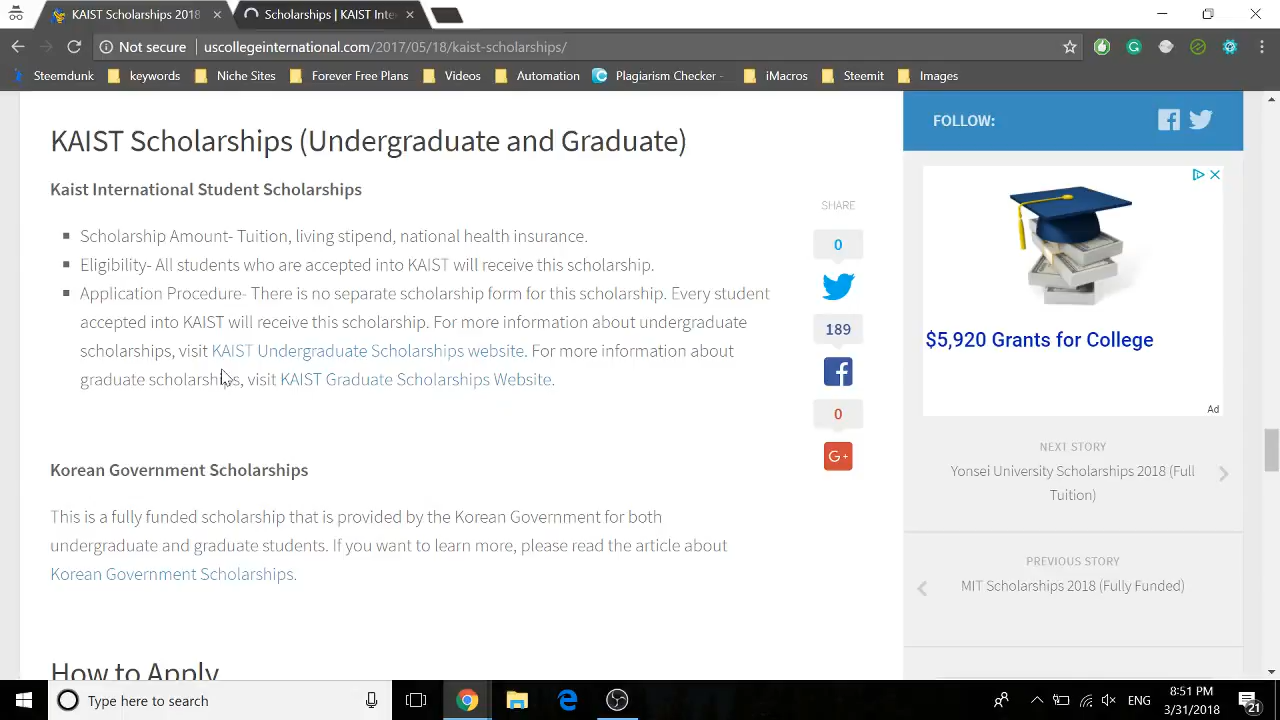 KAIST Scholarships 2018
Scholarships | KAIST Inte
Not secure
uscollegeinternational.com/2017/05/18/kaist-scholarships/
Steemdunk
keywords
Niche Sites
Forever Free Plans
Videos
Automation
Plagiarism Checker -
iMacros
Steemit
Images
KAIST Scholarships (Undergraduate and Graduate)
Kaist International Student Scholarships
Scholarship Amount- Tuition, living stipend, national health insurance.
Eligibility- All students who are accepted into KAIST will receive this scholarship.
Application Procedure- There is no separate scholarship form for this scholarship. Every student
accepted into KAIST will receive this scholarship. For more information about undergraduate
scholarships, visit KAIST Undergraduate Scholarships website. For more information about
graduate scholarships, visit KAIST Graduate Scholarships Website.
Korean Government Scholarships
This is a fully funded scholarship that is provided by the Korean Government for both
undergraduate and graduate students. If you want to learn more, please read the article about
Korean Government Scholarships.
How to Apply
SHARE
0
189
0
G+
FOLLOW:
$5,920 Grants for College
Ad
NEXT STORY
Yonsei University Scholarships 2018 (Full
Tuition)
PREVIOUS STORY
MIT Scholarships 2018 (Fully Funded)
Type here to search
ENG
8:51 PM
3/31/2018
21